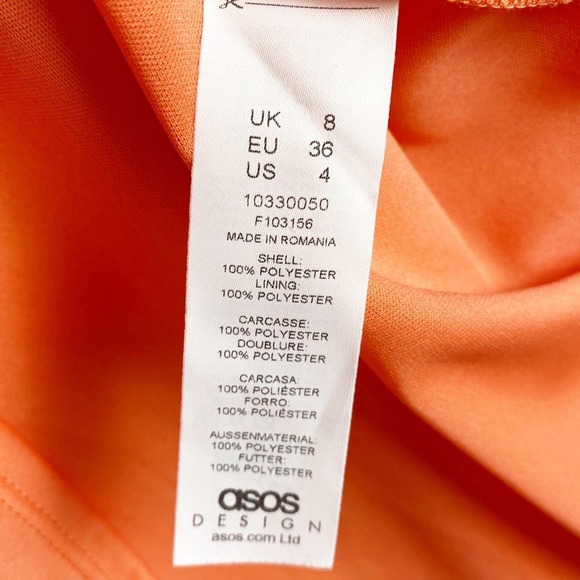 UK 8
EU 36
US 4
10330050
F103156
MADE IN ROMANIA
SHELL:
100% POLYESTER
LINING:
100% POLYESTER
CARCASSE:
100% POLYESTER
DOUBLURE:
100% POLYESTER
CARCASA:
100% POLIÉSTER
FORRO:
100% POLIÉSTER
AUSSENMATERIAL:
100% POLYESTER
FUTTER:
100% POLYESTER
asos
DESIGN
asos.com Ltd